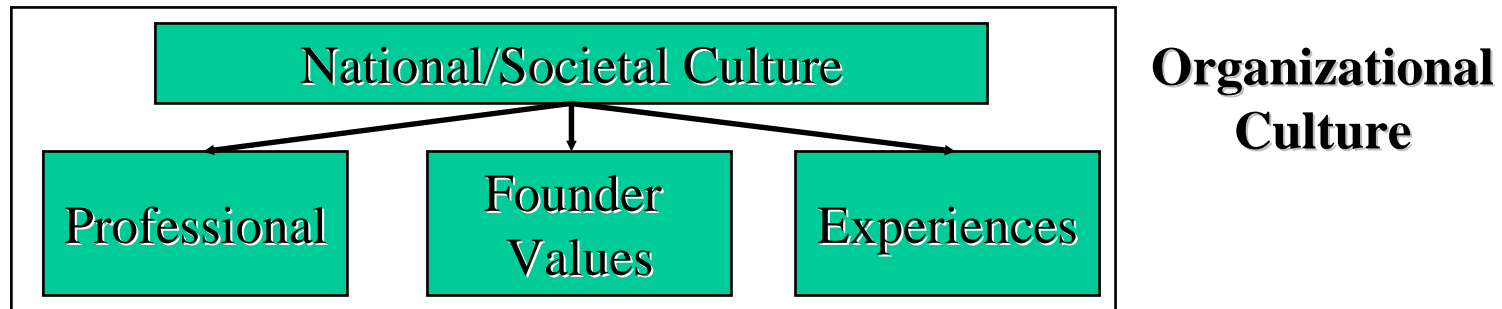 National/Societal Culture
Organizational
Culture
Professional
Founder
Values
Experiences